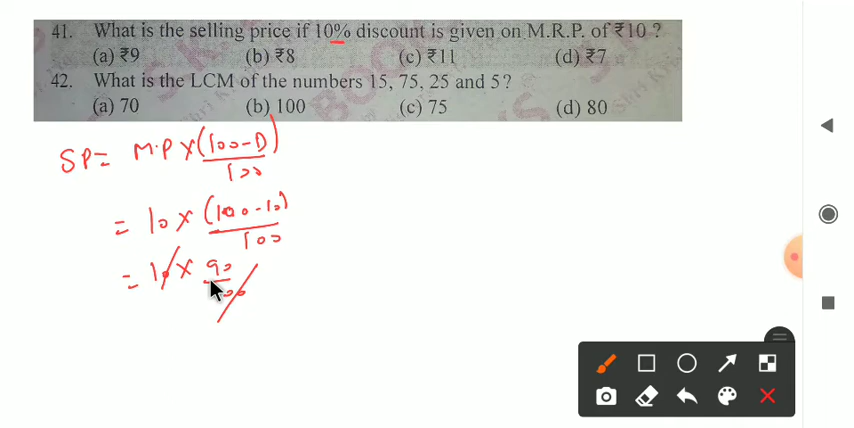 41. What is the selling price if 10% discount is given on M.R.P. of ₹10 ?
(a) ₹9 (b) ₹8 (c) ₹11 (d) ₹7
42. What is the LCM of the numbers 15, 75, 25 and 5?
(a) 70 (b) 100 (c) 75 (d) 80
SP = M.P × (100-D)
100
= 10 × (100-10)
100
= 10 × 90
100